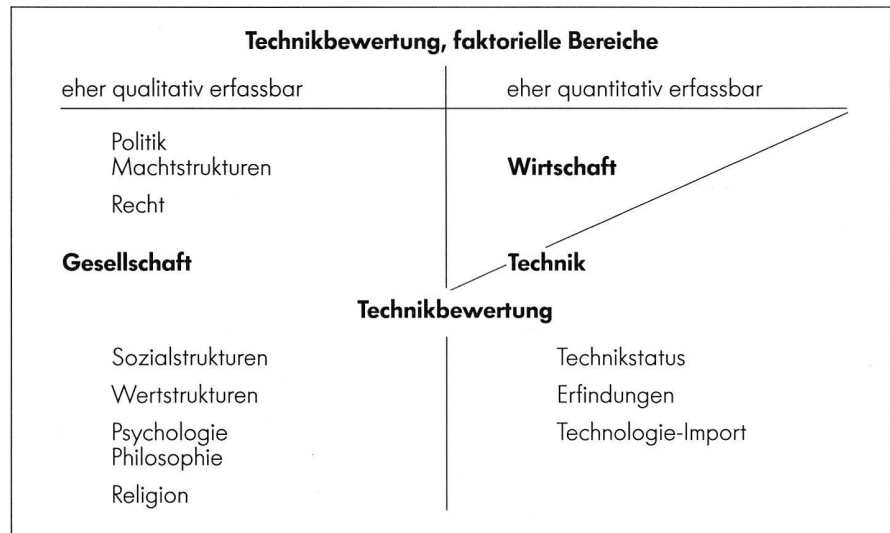 Technikbewertung, faktorielle Bereiche
eher qualitativ erfassbar
eher quantitativ erfassbar
Politik
Machtstrukturen
Recht
Wirtschaft
Gesellschaft
Technik
Technikbewertung
Sozialstrukturen
Wertstrukturen
Psychologie
Philosophie
Religion
Technikstatus
Erfindungen
Technologie-Import